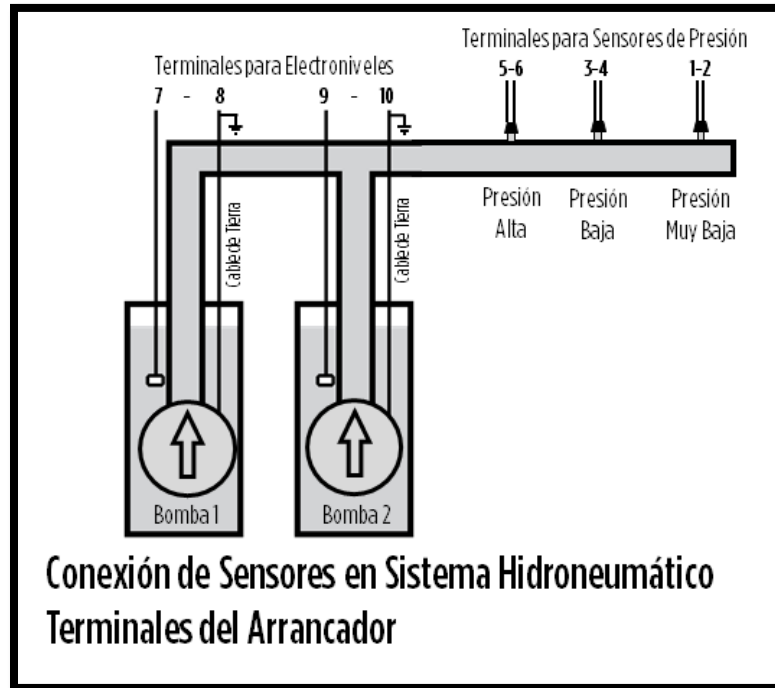 Terminales para Sensores de Presión
5-6 3-4 1-2
Terminales para Electroniveles
7 - 8 9 - 10
Cable de Tierra
Cable de Tierra
Presión Alta
Presión Baja
Presión Muy Baja
Bomba 1
Bomba 2
Conexión de Sensores en Sistema Hidroneumático
Terminales del Arrancador